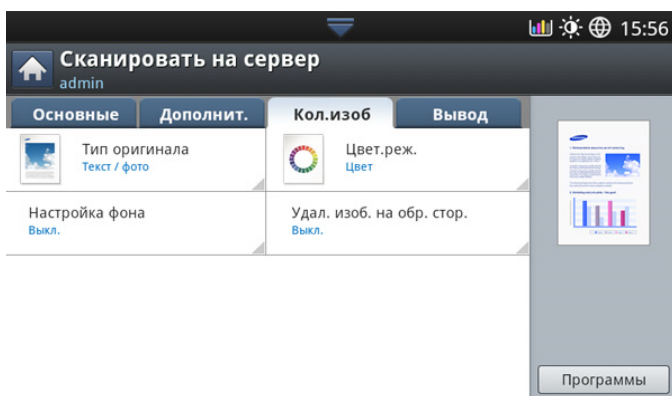 15:56
Сканировать на сервер
admin
Основные
Дополнит.
Кол.изоб
Вывод
Тип оригинала
Текст / фото
Цвет.реж.
Цвет
Настройка фона
Выкл.
Удал. изоб. на обр. стор.
Выкл.
Программы